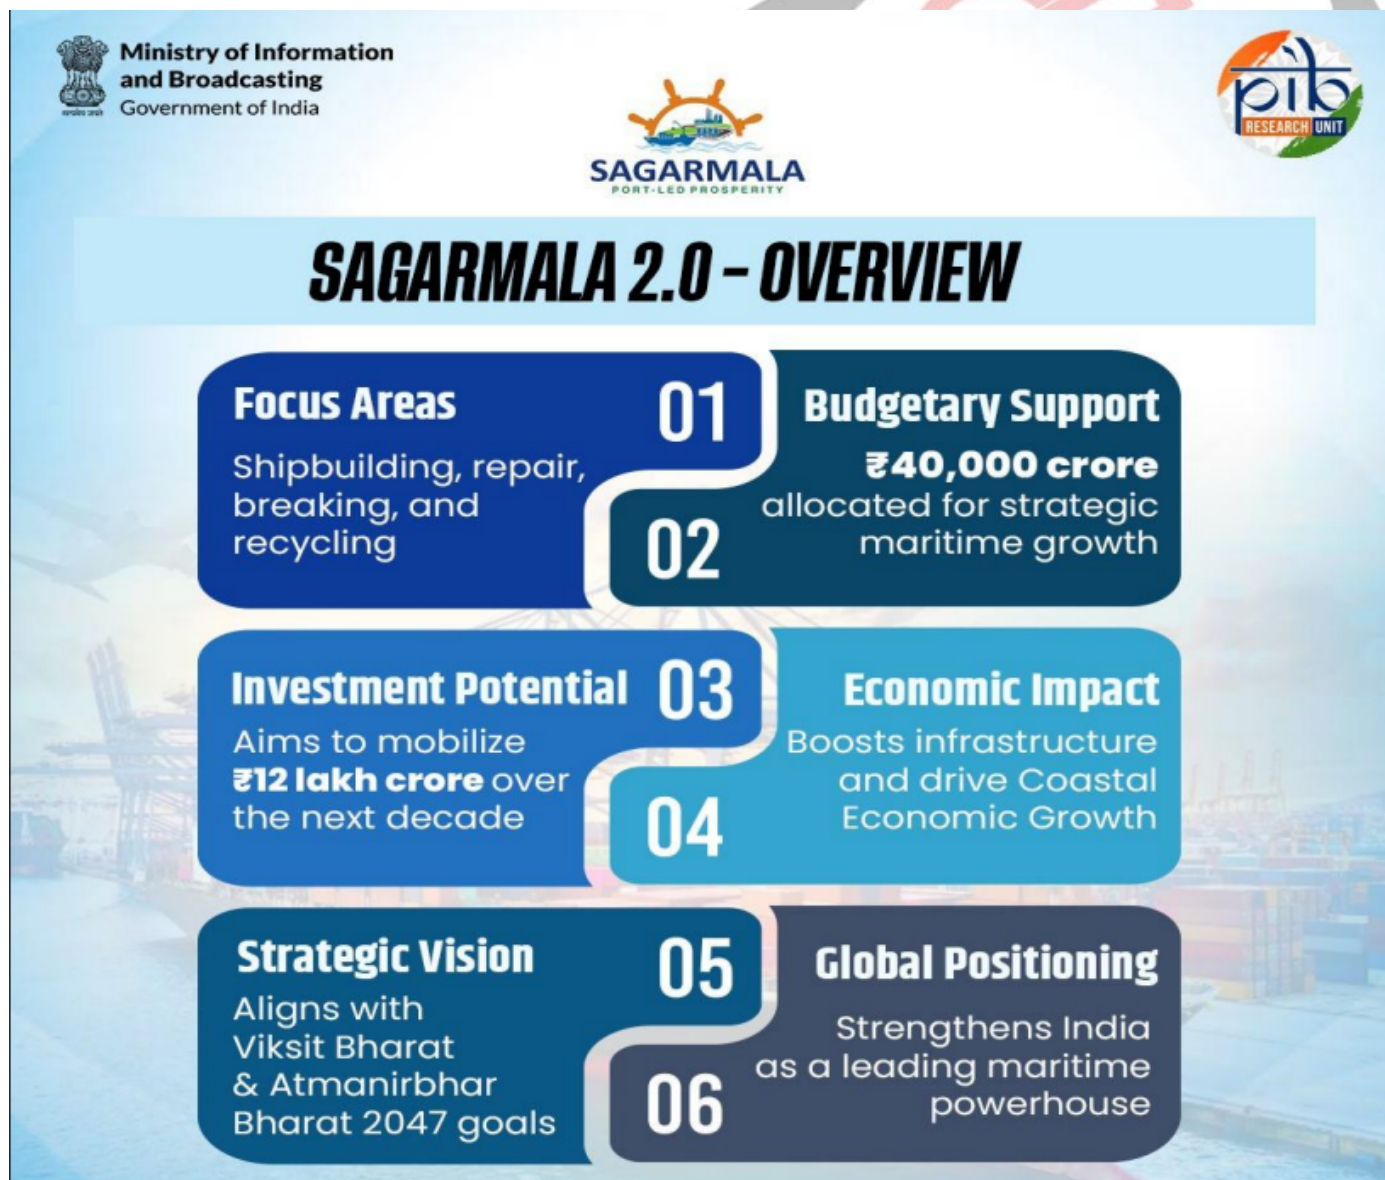 Ministry of Information
and Broadcasting
Government of India
सत्यमेव जयते
pib
RESEARCH UNIT
SAGARMALA
PORT-LED PROSPERITY
SAGARMALA 2.0 – OVERVIEW
Focus Areas
01
Shipbuilding, repair,
breaking, and
recycling
Budgetary Support
₹40,000 crore
allocated for strategic
maritime growth
02
Investment Potential
03
Aims to mobilize
₹12 lakh crore over
the next decade
Economic Impact
Boosts infrastructure
and drive Coastal
Economic Growth
04
Strategic Vision
05
Aligns with
Viksit Bharat
& Atmanirbhar
Bharat 2047 goals
Global Positioning
Strengthens India
as a leading maritime
powerhouse
06